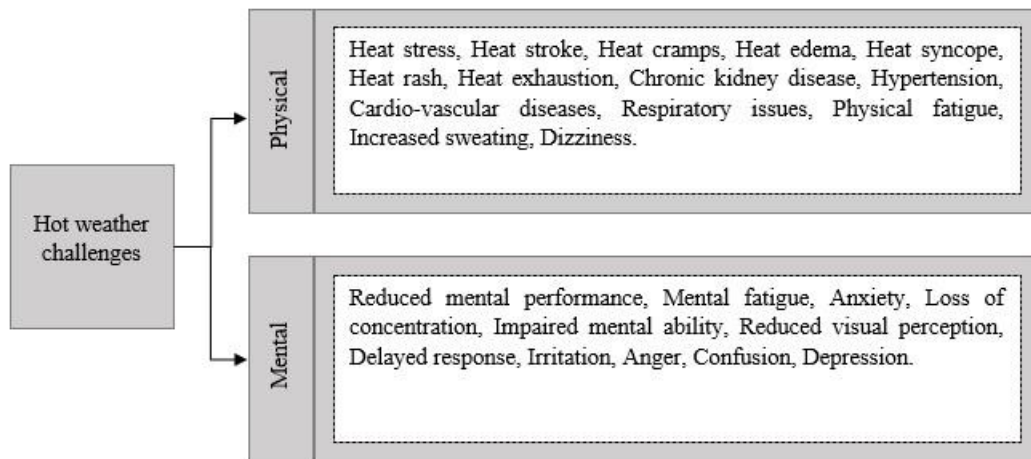 Hot weather
challenges
Physical
Heat stress, Heat stroke, Heat cramps, Heat edema, Heat syncope,
Heat rash, Heat exhaustion, Chronic kidney disease, Hypertension,
Cardio-vascular diseases, Respiratory issues, Physical fatigue,
Increased sweating, Dizziness.
Mental
Reduced mental performance, Mental fatigue, Anxiety, Loss of
concentration, Impaired mental ability, Reduced visual perception,
Delayed response, Irritation, Anger, Confusion, Depression.